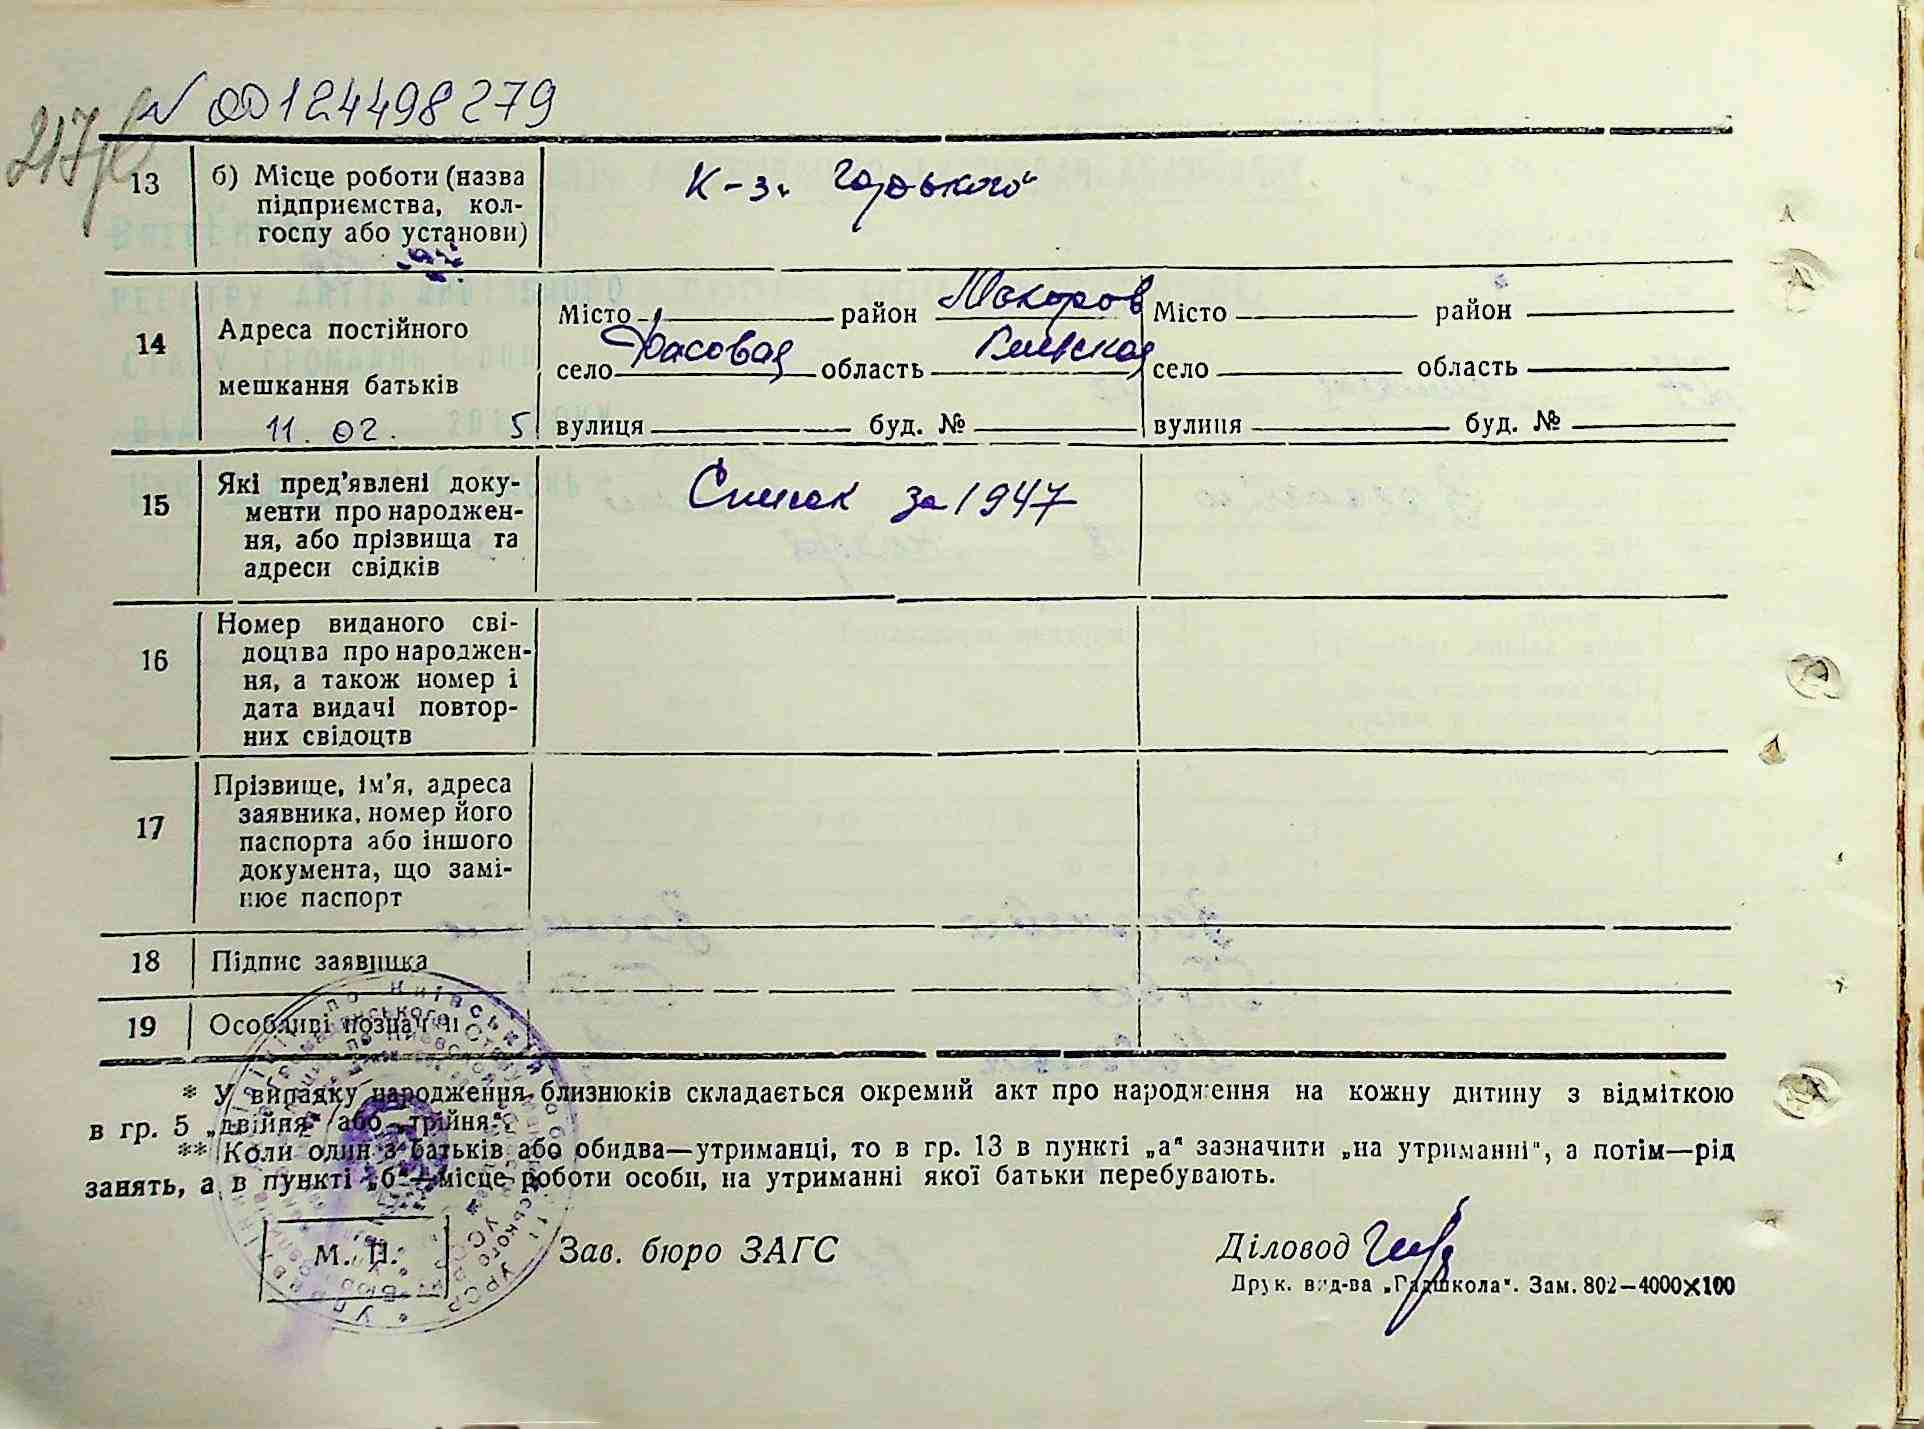 N 00124498279
217
13 б) Місце роботи (назва підприємства, колгоспу або установи) К-з „Горького"
14 Адреса постійного мешкання батьків
Місто район Макоров Місто район
село Фасовая область Киевская село область
11. 02. 5 вулиця буд. № вулиця буд. №
15 Які пред'явлені документи про народження, або прізвища та адреси свідків Список за 1947
16 Номер виданого свідоцтва про народження, а також номер і дата видачі повторних свідоцтв
17 Прізвище, ім'я, адреса заявника, номер його паспорта або іншого документа, що замінює паспорт
18 Підпис заявника
19 Особливі позначки
* У випадку народження близнюків складається окремий акт про народження на кожну дитину з відміткою
в гр. 5 „двійня" або „трійня".
** Коли один з батьків або обидва—утриманці, то в гр. 13 в пункті „а" зазначити „на утриманні", а потім—рід
занять, а в пункті „б"—місце роботи особи, на утриманні якої батьки перебувають.
М. П. Зав. бюро ЗАГС Діловод
Друк. вид-ва „Радшкола". Зам. 802—4000×100